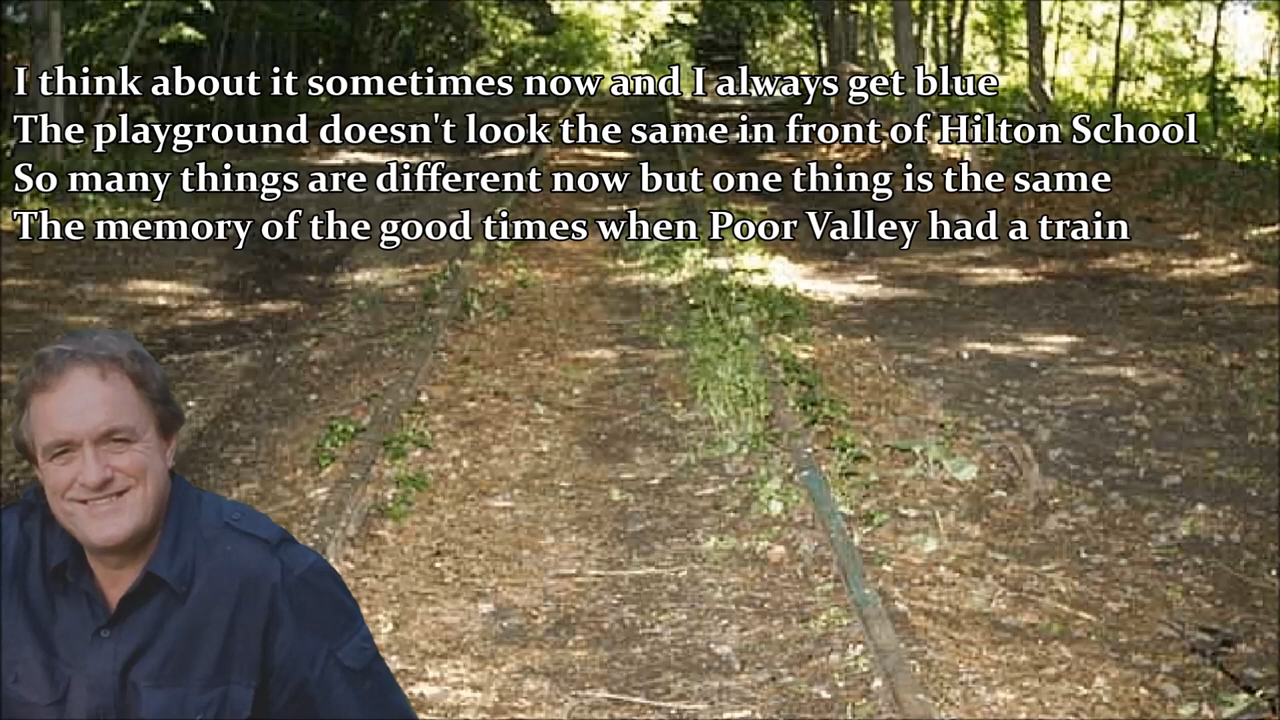 I think about it sometimes now and I always get blue
The playground doesn't look the same in front of Hilton School
So many things are different now but one thing is the same
The memory of the good times when Poor Valley had a train